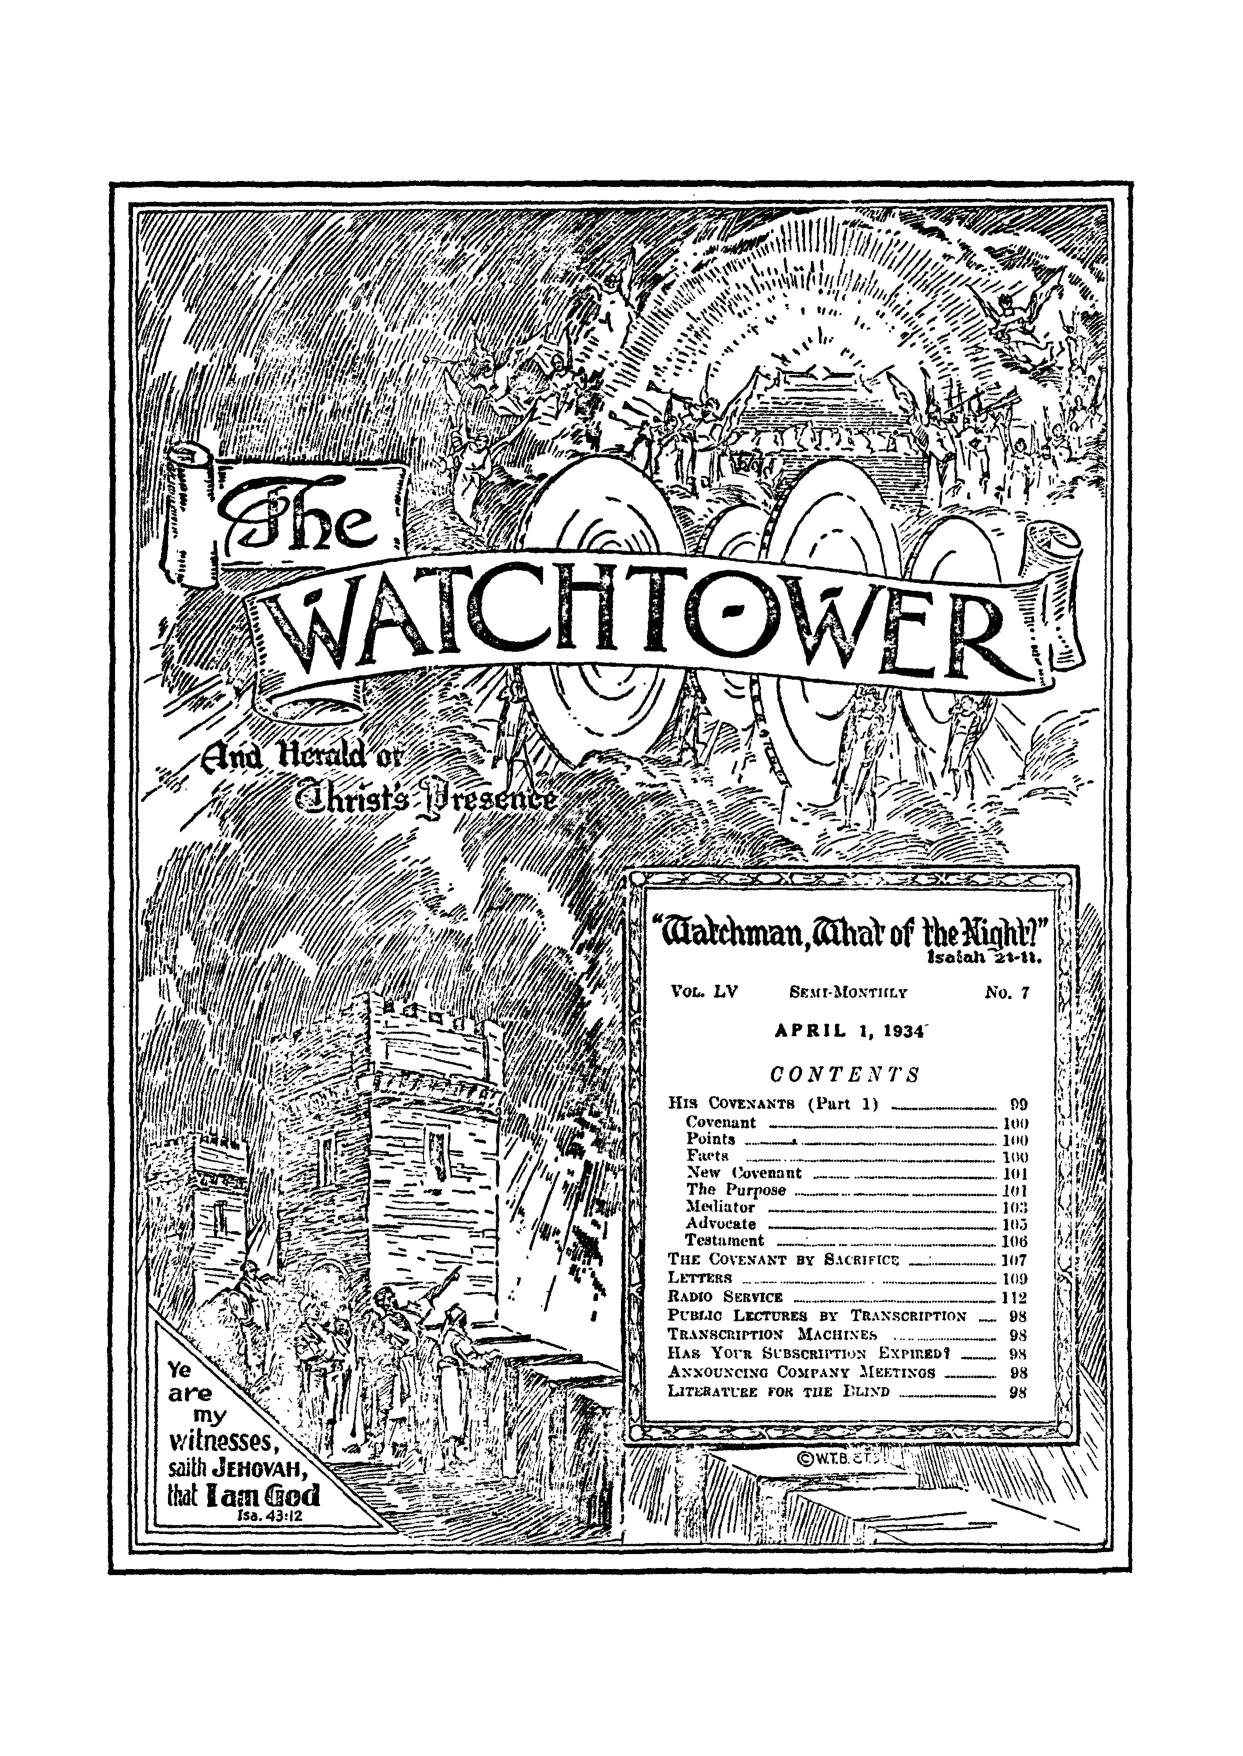 The
WATCHTOWER
And Herald of
Christ's Presence
"Watchman, What of the Night?"
Isaiah 21-11.
VOL. LV SEMI-MONTHLY No. 7
APRIL 1, 1934
CONTENTS
HIS COVENANTS (Part 1) 99
Covenant 100
Points 100
Facts 100
New Covenant 101
The Purpose 101
Mediator 103
Advocate 105
Testament 106
THE COVENANT BY SACRIFICE 107
LETTERS 109
RADIO SERVICE 112
PUBLIC LECTURES BY TRANSCRIPTION 98
TRANSCRIPTION MACHINES 98
HAS YOUR SUBSCRIPTION EXPIRED? 98
ANNOUNCING COMPANY MEETINGS 98
LITERATURE FOR THE BLIND 98
©W.T.B. & T.S
Ye
are
my
witnesses,
saith JEHOVAH,
that I am God
Isa. 43:12